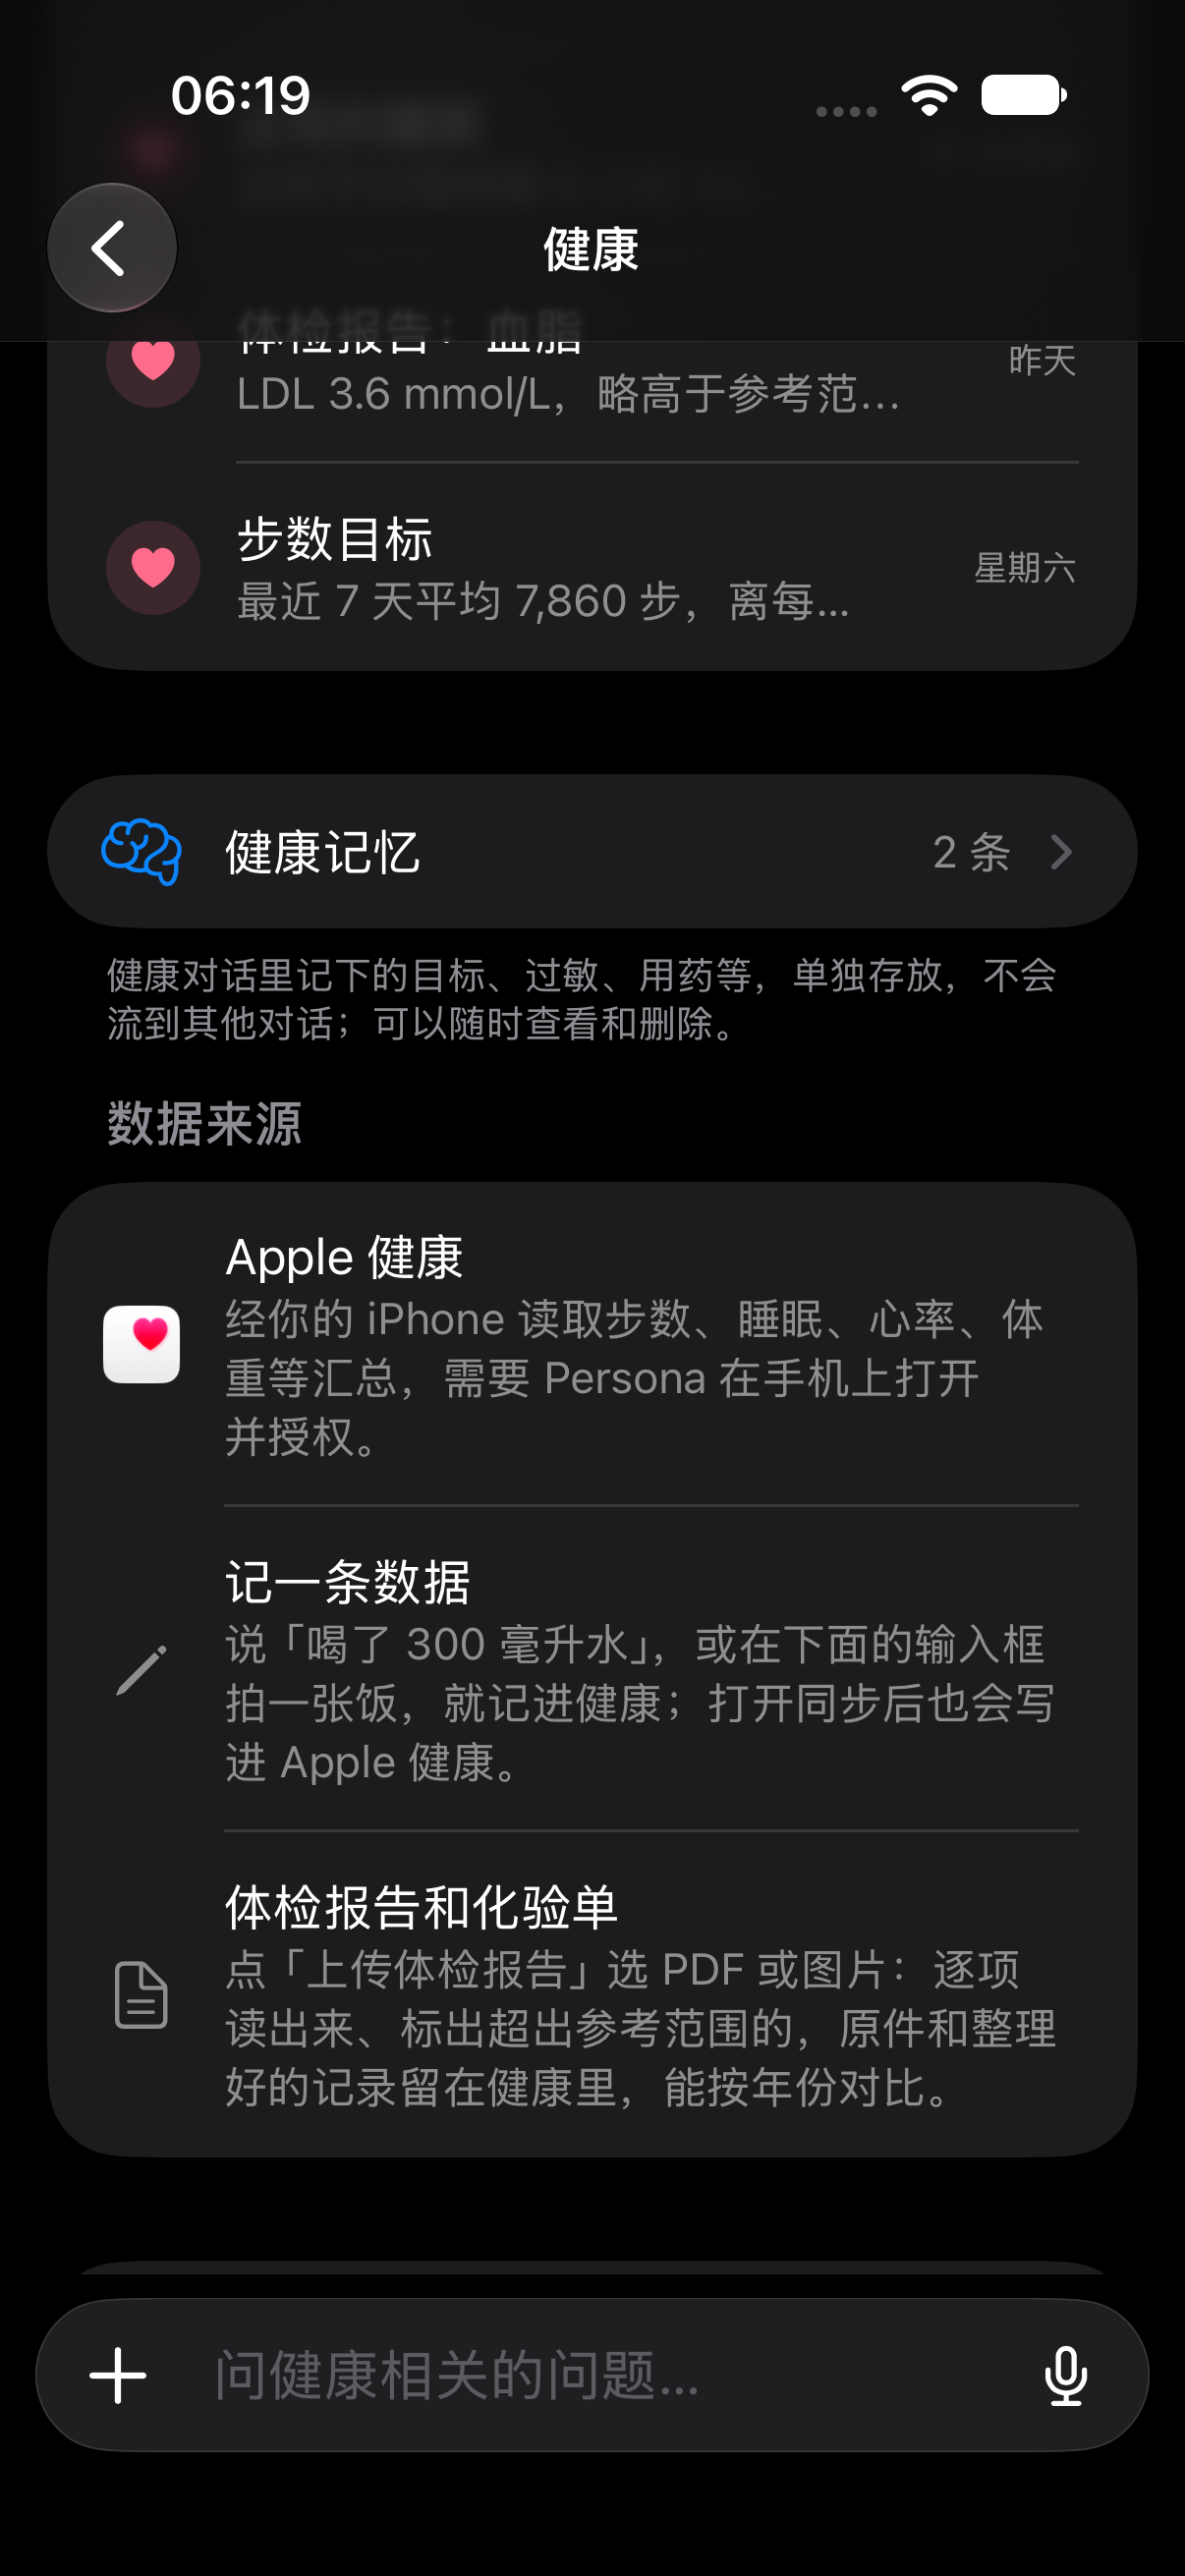 06:19
健康
体检报告：血脂
昨天
LDL 3.6 mmol/L，略高于参考范…
步数目标
星期六
最近 7 天平均 7,860 步，离每...
健康记忆
2 条
健康对话里记下的目标、过敏、用药等，单独存放，不会
流到其他对话；可以随时查看和删除。
数据来源
Apple 健康
经你的 iPhone 读取步数、睡眠、心率、体
重等汇总，需要 Persona 在手机上打开
并授权。
记一条数据
说「喝了 300 毫升水」，或在下面的输入框
拍一张饭，就记进健康；打开同步后也会写
进 Apple 健康。
体检报告和化验单
点「上传体检报告」选 PDF 或图片：逐项
读出来、标出超出参考范围的，原件和整理
好的记录留在健康里，能按年份对比。
问健康相关的问题...